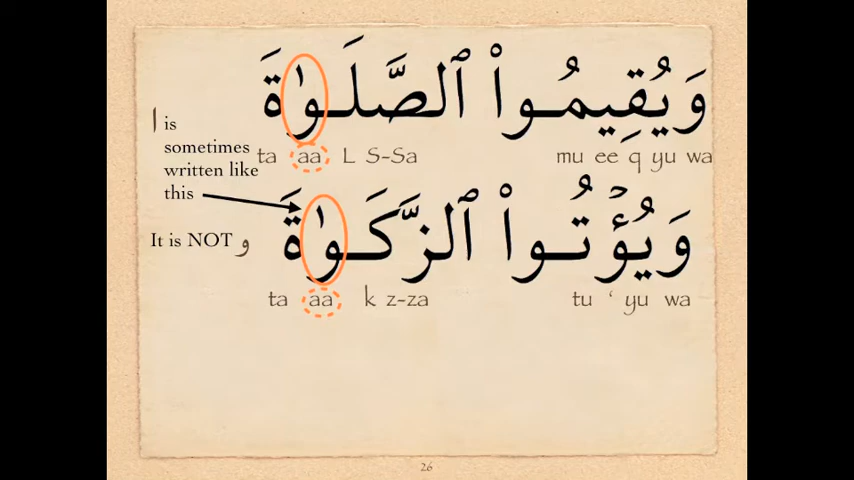 وَيُقِيمُوا۟ ٱلصَّلَوٰةَ
ا is
sometimes
written like
this
ta aa L S-Sa mu ee q yu wa
وَيُؤۡتُوا۟ ٱلزَّكَوٰةَ
It is NOT و
ta aa k z-za tu ‘ yu wa
26